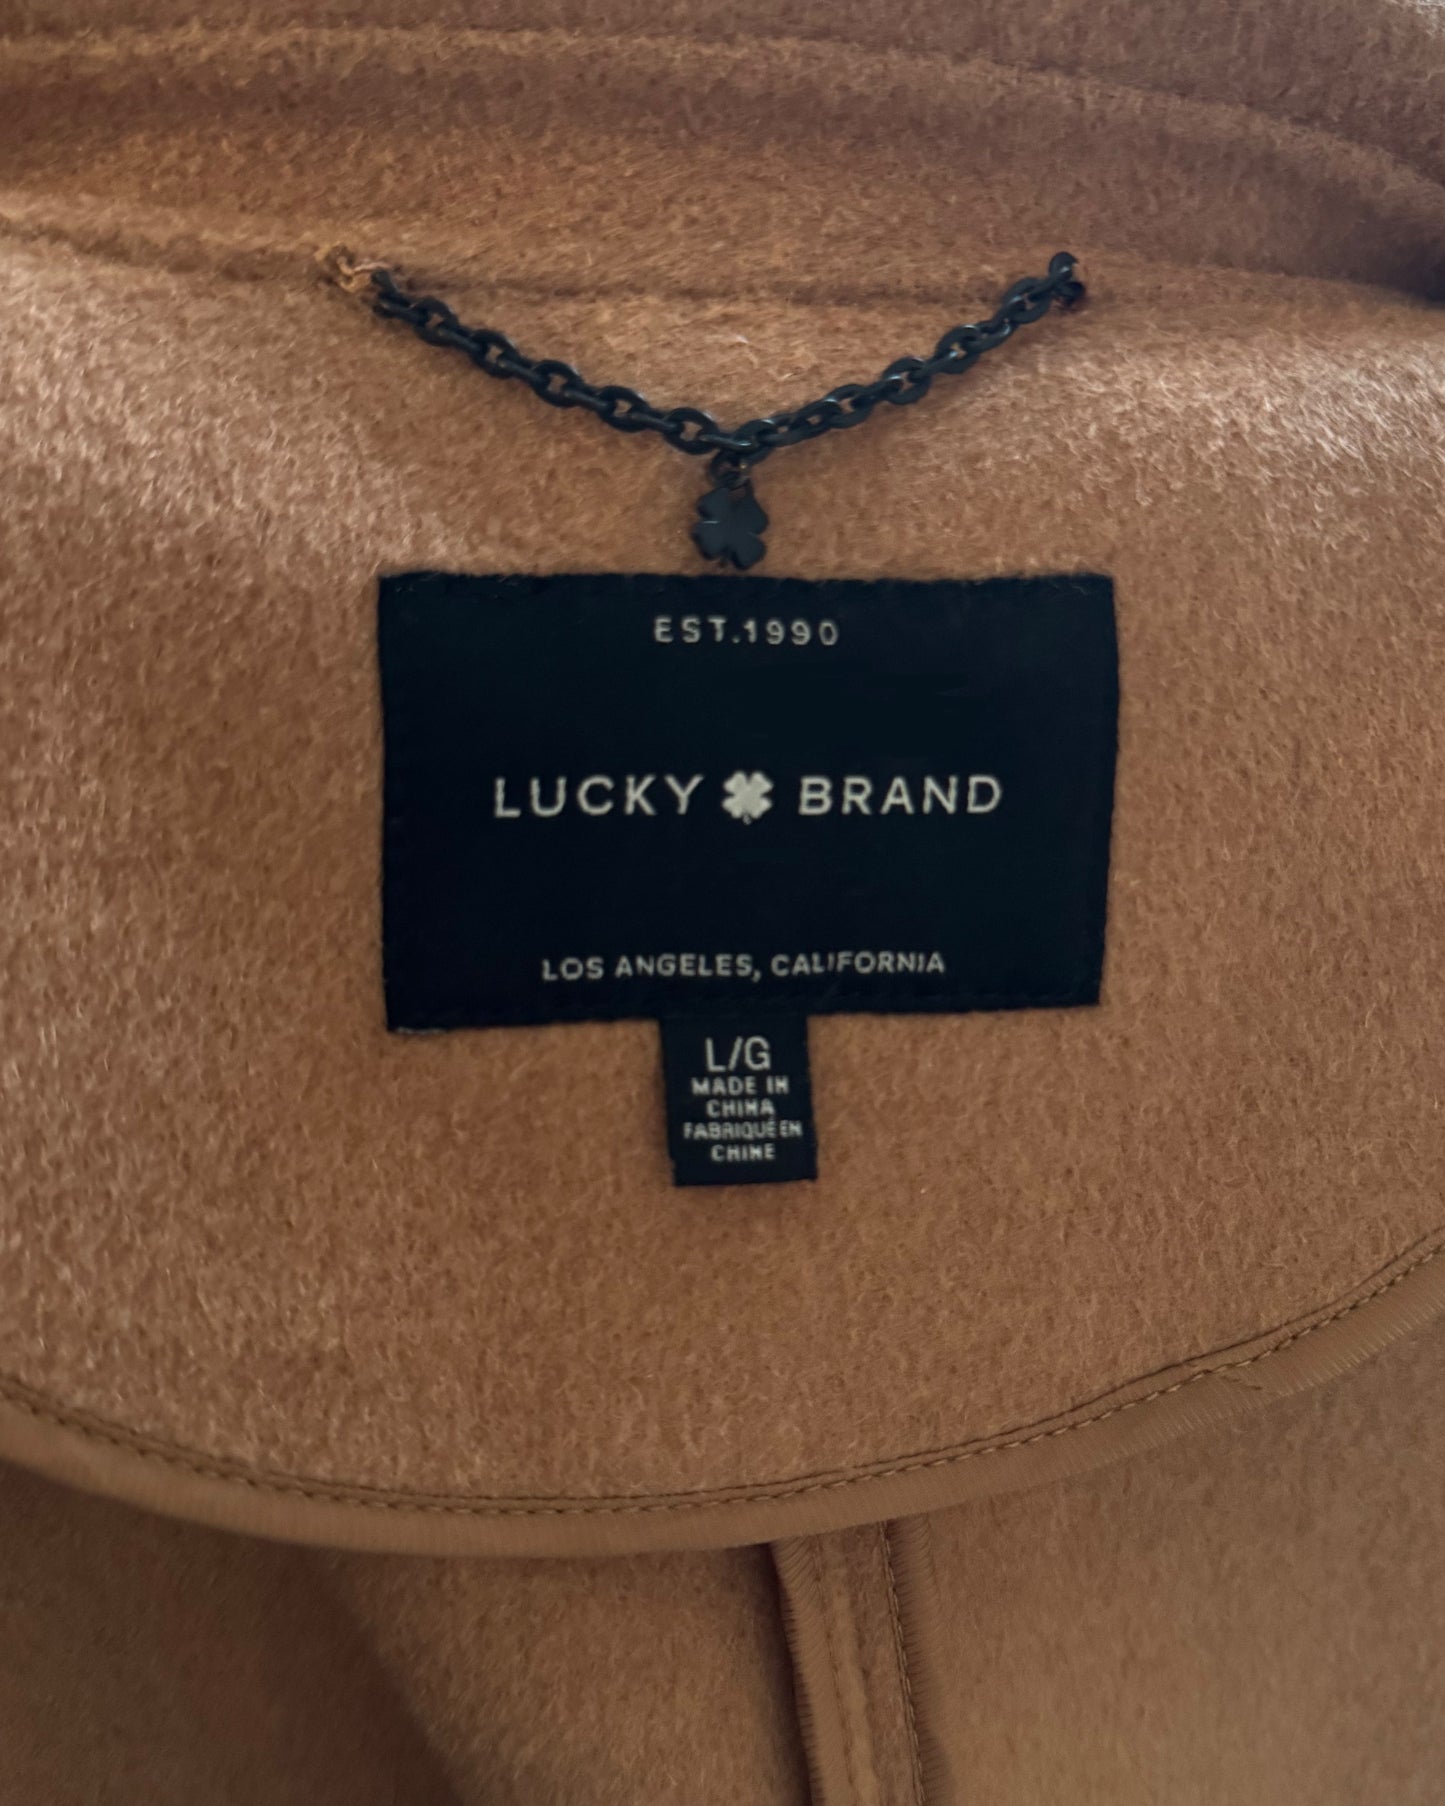 EST.1990
LUCKY BRAND
LOS ANGELES, CALIFORNIA
L/G
MADE IN
CHINA
FABRIQUÉ EN
CHINE